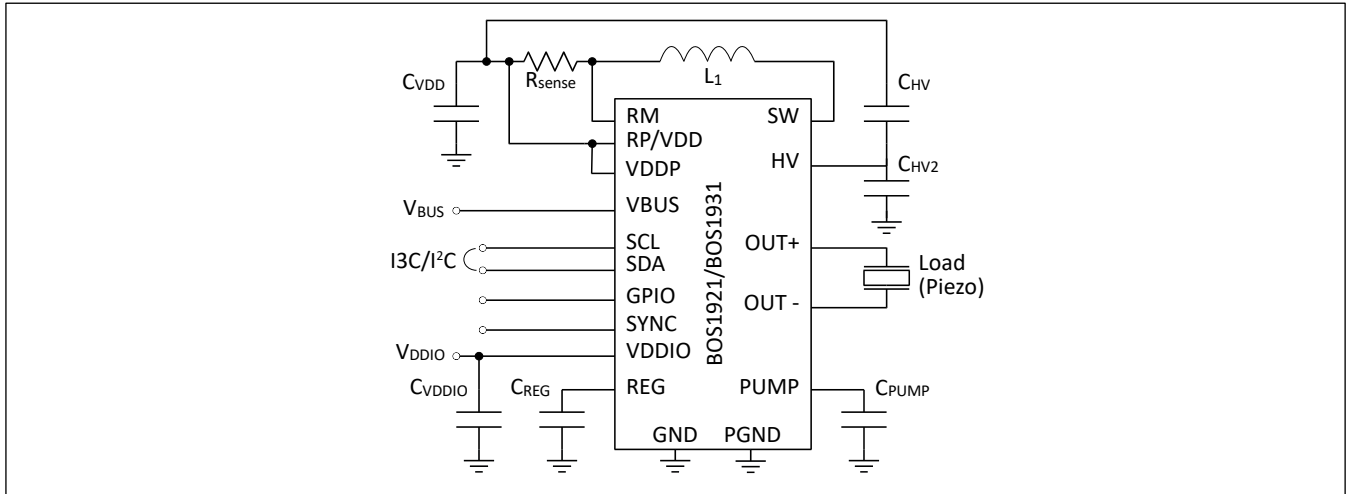 CVDD
Rsense
L1
CHV
RM
SW
RP/VDD
HV
VDDP
CHV2
BOS1921/BOS1931
VBUS
VBUS
SCL
OUT+
I3C/I²C
SDA
Load
(Piezo)
GPIO
OUT -
SYNC
VDDIO
VDDIO
CVDDIO
CREG
REG
PUMP
CPUMP
GND
PGND